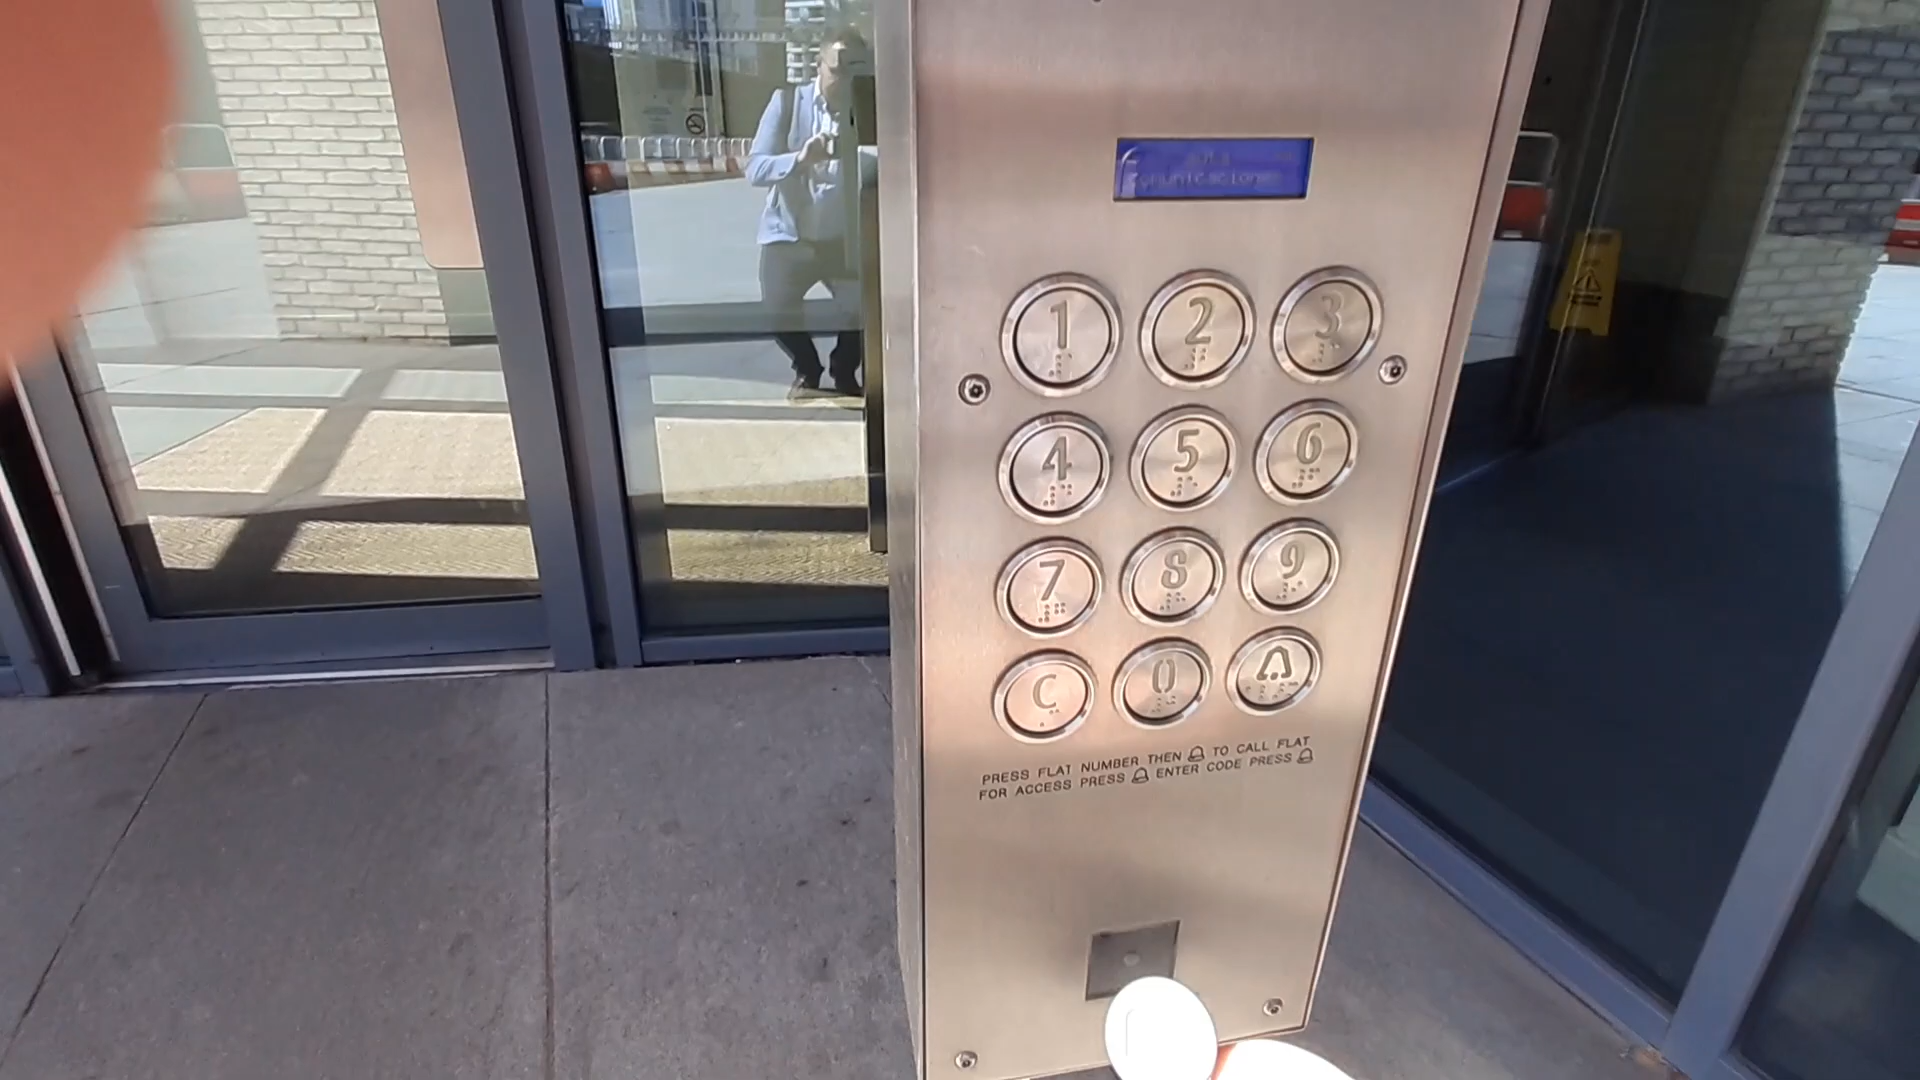 comunicacion
1 2 3
4 5 6
7 8 9
C 0
PRESS FLAT NUMBER THEN TO CALL FLAT
FOR ACCESS PRESS ENTER CODE PRESS